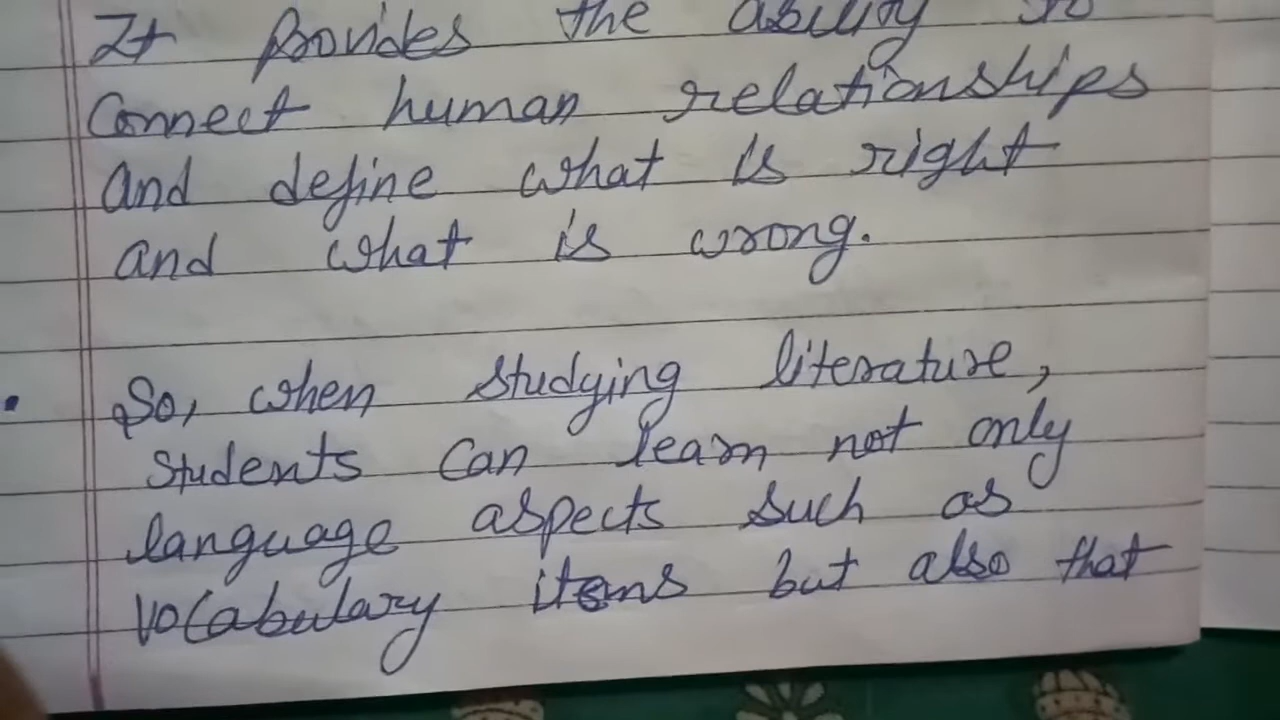 It provides the ability to
Connect human relationships
and define what is right
and what is wrong.
So, when studying literature,
students can learn not only
language aspects such as
vocabulary items but also that